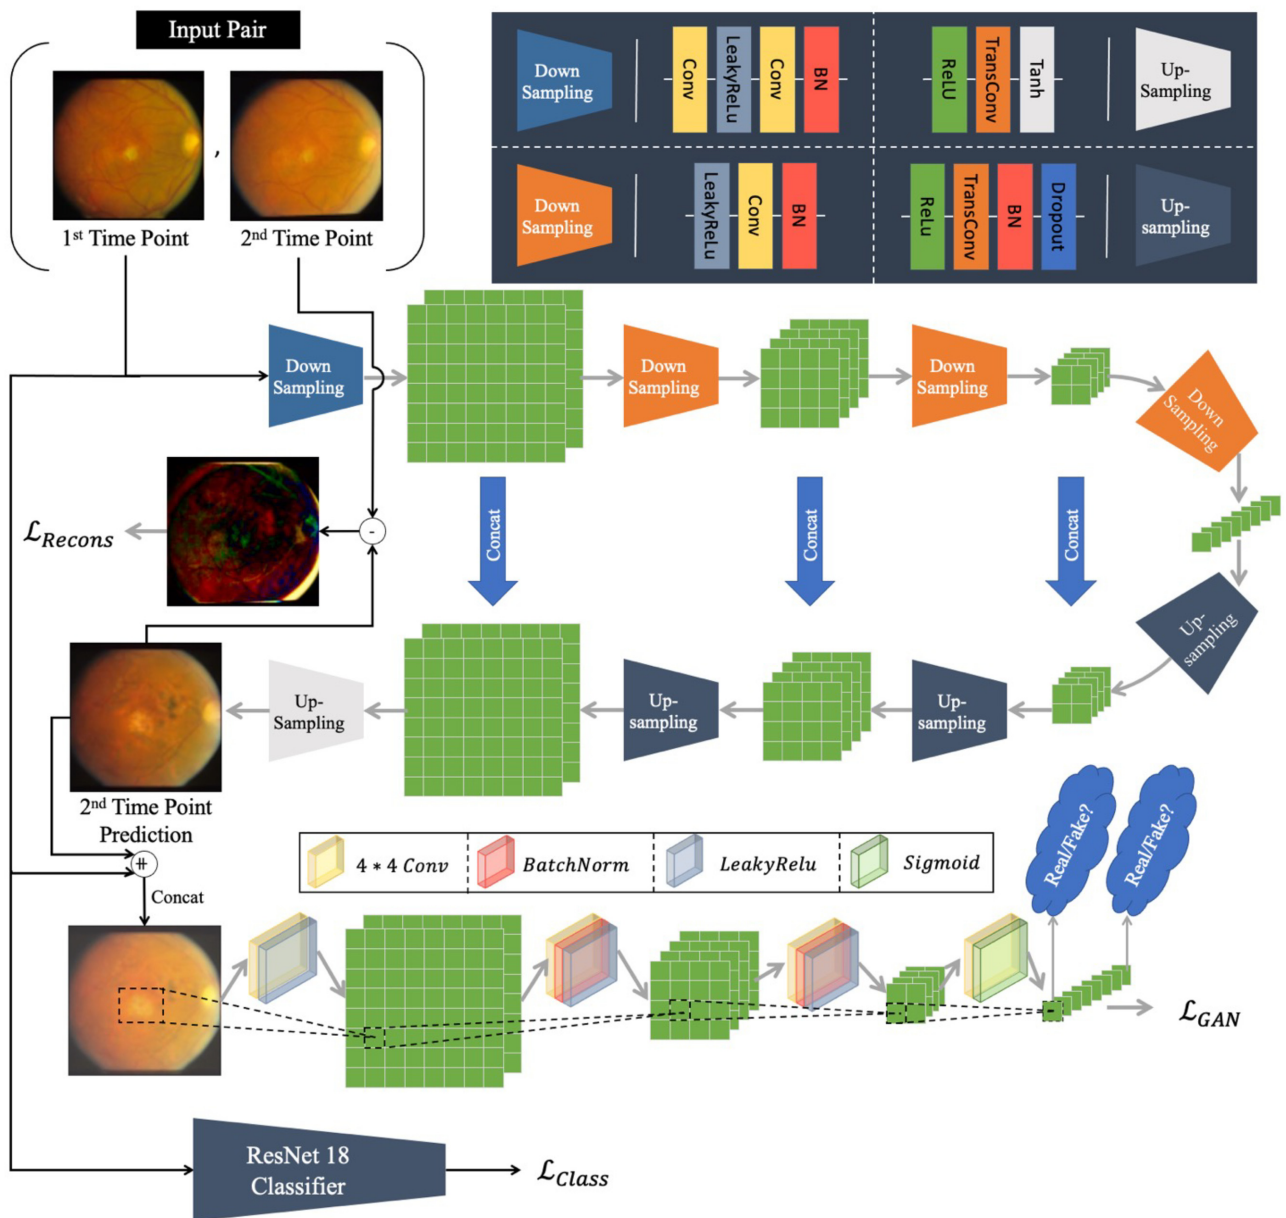 Input Pair
,
1st Time Point
2nd Time Point
Down
Sampling
Conv
LeakyReLu
Conv
BN
ReLU
TransConv
Tanh
Up-
Sampling
Down
Sampling
LeakyReLu
Conv
BN
ReLu
TransConv
BN
Dropout
Up-
sampling
Down
Sampling
Down
Sampling
Down
Sampling
Down
Sampling
ℒRecons
-
Concat
Concat
Concat
Up-
sampling
Up-
Sampling
Up-
sampling
Up-
sampling
2nd Time Point
Prediction
⧺
Concat
4 * 4 Conv
BatchNorm
LeakyRelu
Sigmoid
Real/Fake?
Real/Fake?
ℒGAN
ResNet 18
Classifier
ℒClass